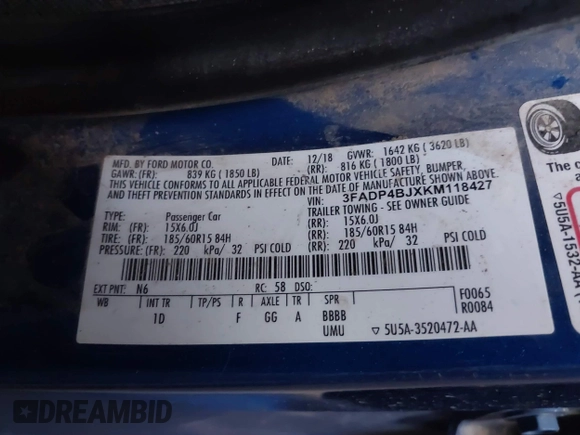 MFD. BY FORD MOTOR CO.
DATE: 12/18 GVWR: 1642 KG ( 3620 LB)
GAWR: (FR) 839 KG ( 1850 LB) (RR) 816 KG ( 1800 LB)
THIS VEHICLE CONFORMS TO ALL APPLICABLE FEDERAL MOTOR VEHICLE SAFETY, BUMPER,
AND THEFT PREVENTION STANDARDS IN EFFECT ON THE DATE OF MANUFACTURE SHOWN ABOVE.
VIN: 3FADP4BJXKM118427
TYPE: Passenger Car TRAILER TOWING - SEE OWNER GUIDE
RIM: (FR) 15X6.0J (RR) 15X6.0J
TIRE: (FR) 185/60R15 84H (RR) 185/60R15 84H
PRESSURE: (FR) 220 kPa/ 32 PSI COLD (RR) 220 kPa/ 32 PSI COLD
EXT PNT: N6 RC: 58 DSO:
WB INT TR TP/PS R AXLE TR SPR F0065
1D F GG A BBBB R0084
UMU ▽ 5U5A-3520472-AA
The
▽ 5U5A-1532-AA
DREAMBID